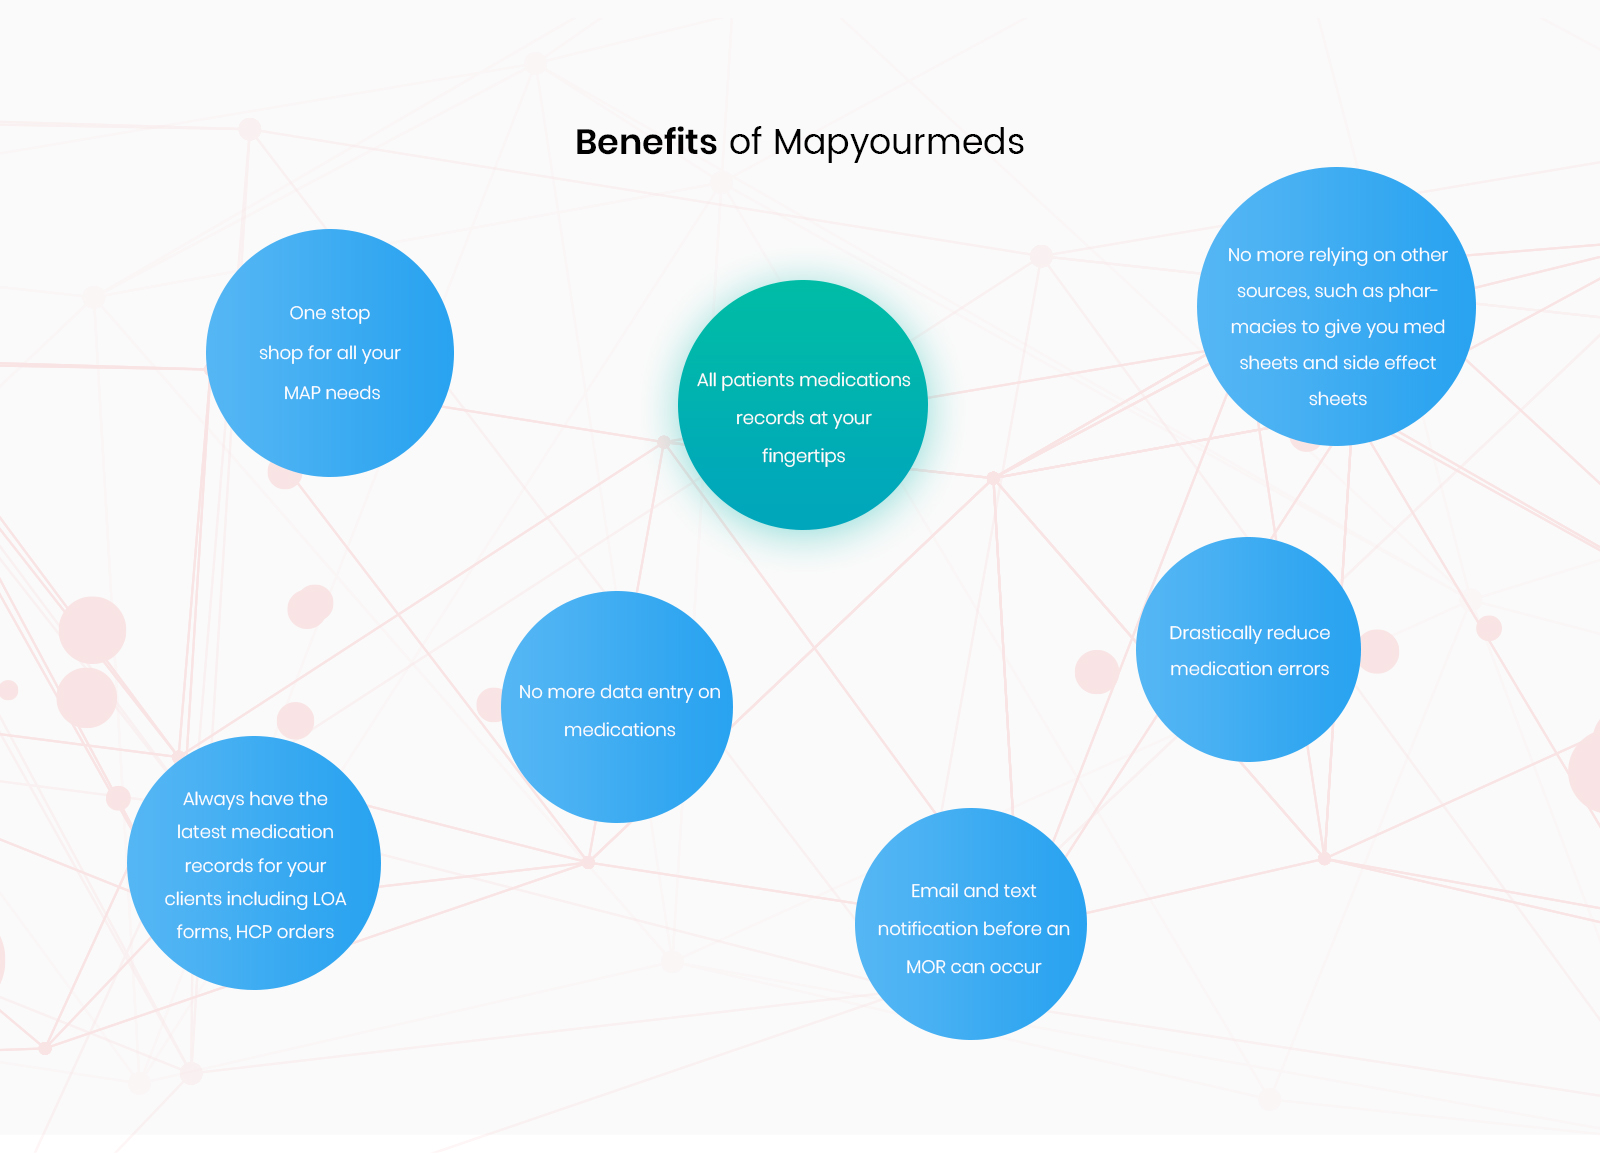 Benefits of Mapyourmeds
One stop
shop for all your
MAP needs
All patients medications
records at your
fingertips
No more relying on other
sources, such as phar-
macies to give you med
sheets and side effect
sheets
No more data entry on
medications
Drastically reduce
medication errors
Always have the
latest medication
records for your
clients including LOA
forms, HCP orders
Email and text
notification before an
MOR can occur